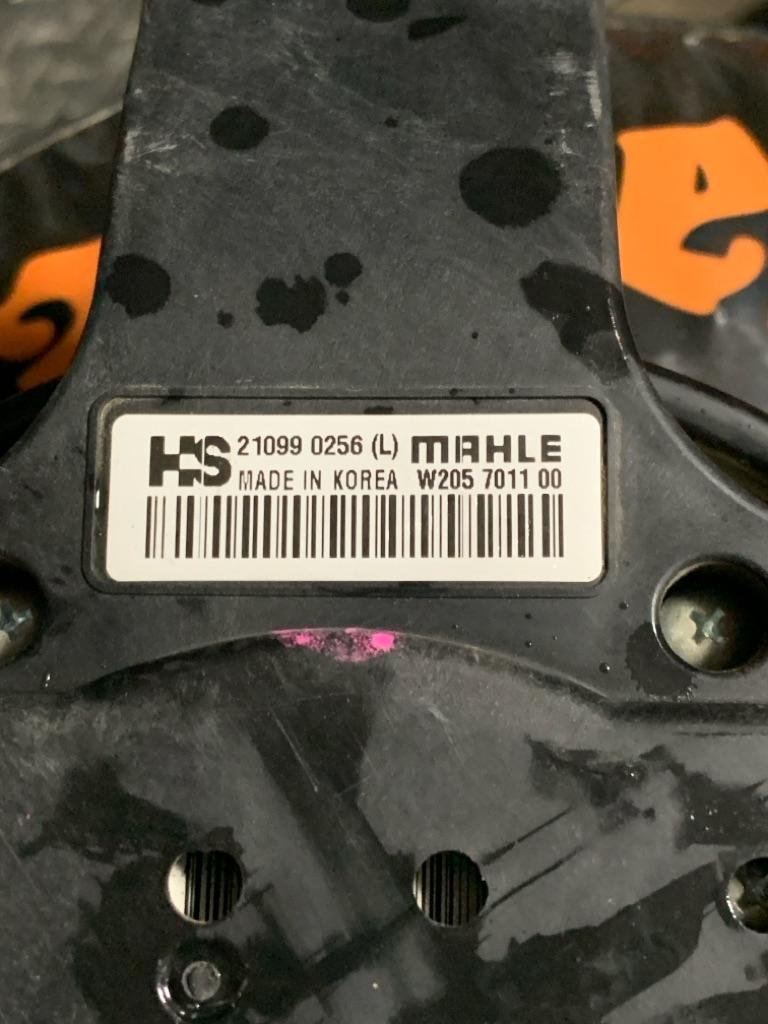 HS 21099 0256 (L) MAHLE
MADE IN KOREA W205 7011 00
e